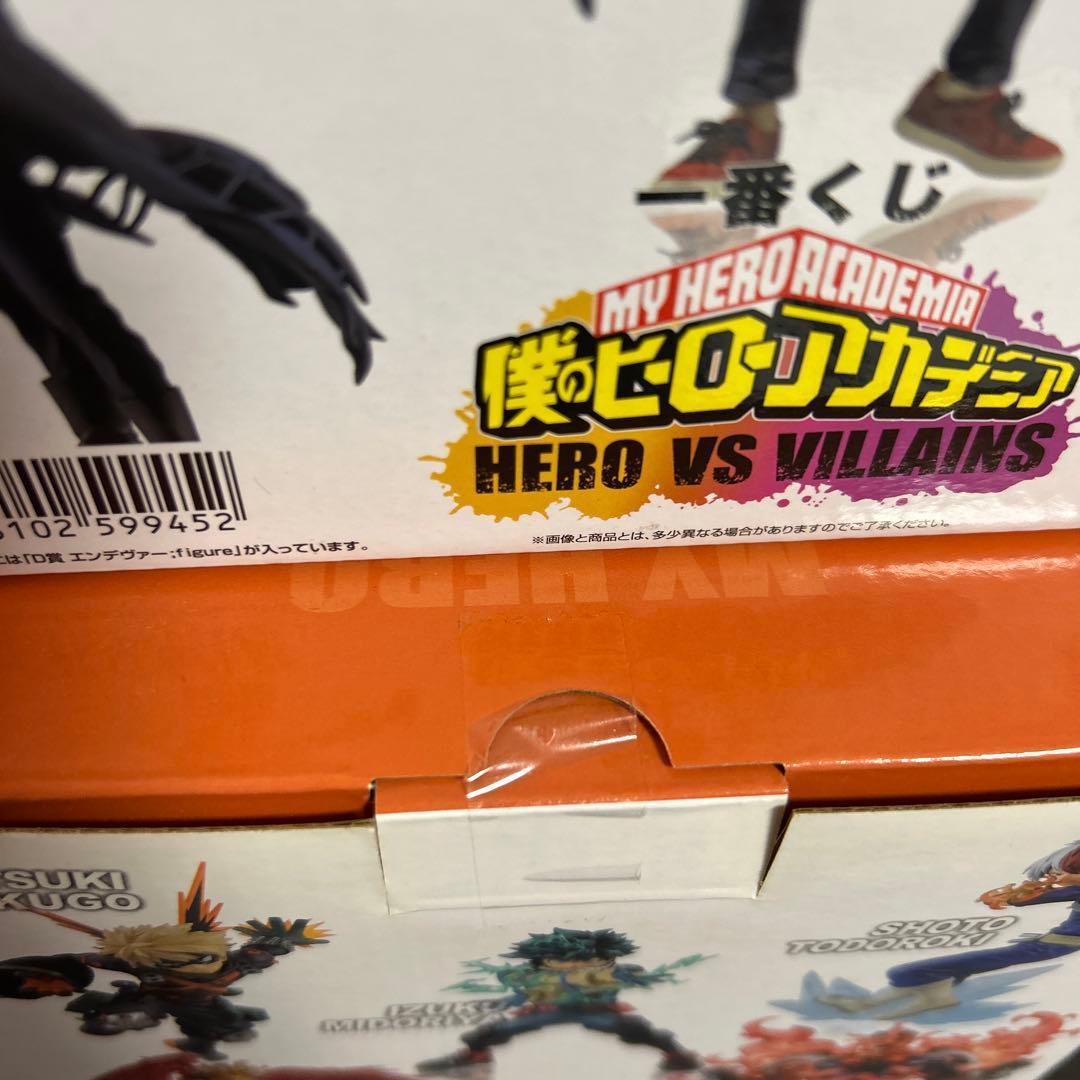 一番くじ
MY HERO ACADEMIA
僕のヒーローアカデミア
HERO VS VILLAINS
102 599452
は「D賞 エンデヴァー;figure」が入っています。
※画像と商品とは、多少異なる場合がありますのでご了承ください。
MY HERO
SUKI
KUGO
SHOTO
TODOROKI
IZUKU
MIDORIY